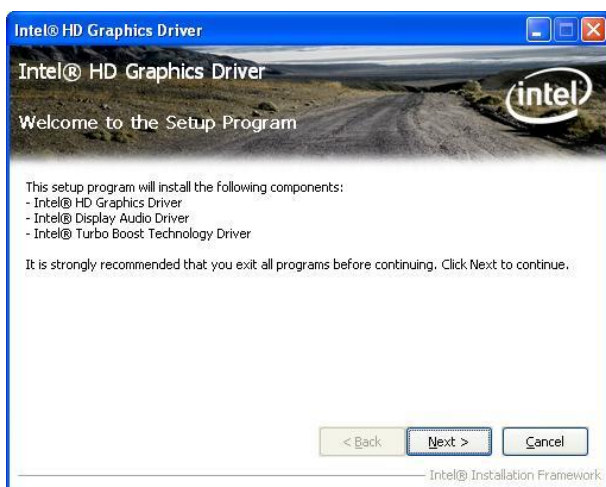 Intel® HD Graphics Driver
Intel® HD Graphics Driver
intel
Welcome to the Setup Program
This setup program will install the following components:
- Intel® HD Graphics Driver
- Intel® Display Audio Driver
- Intel® Turbo Boost Technology Driver
It is strongly recommended that you exit all programs before continuing. Click Next to continue.
< Back
Next >
Cancel
Intel® Installation Framework